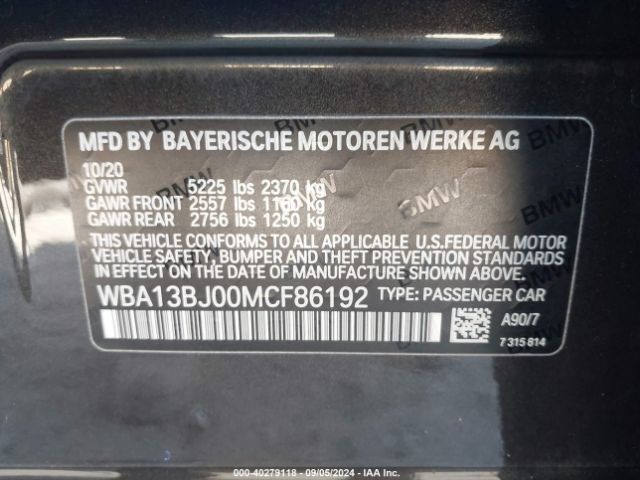 MFD BY BAYERISCHE MOTOREN WERKE AG
10/20
GVWR 5225 lbs 2370 kg
GAWR FRONT 2557 lbs 1160 kg
GAWR REAR 2756 lbs 1250 kg
THIS VEHICLE CONFORMS TO ALL APPLICABLE U.S.FEDERAL MOTOR
VEHICLE SAFETY, BUMPER AND THEFT PREVENTION STANDARDS
IN EFFECT ON THE DATE OF MANUFACTURE SHOWN ABOVE.
WBA13BJ00MCF86192 TYPE: PASSENGER CAR
A90/7
7 315 814
000-40279118 - 09/05/2024 - IAA Inc.